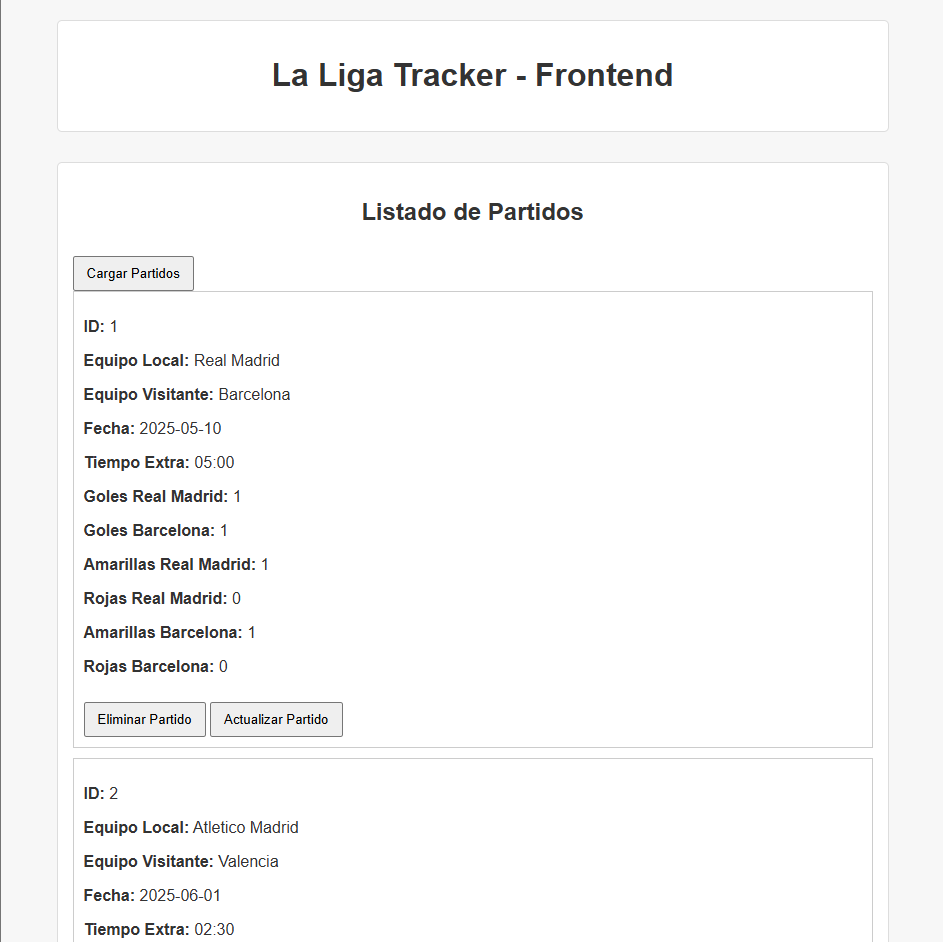 La Liga Tracker - Frontend
Listado de Partidos
Cargar Partidos
ID: 1
Equipo Local: Real Madrid
Equipo Visitante: Barcelona
Fecha: 2025-05-10
Tiempo Extra: 05:00
Goles Real Madrid: 1
Goles Barcelona: 1
Amarillas Real Madrid: 1
Rojas Real Madrid: 0
Amarillas Barcelona: 1
Rojas Barcelona: 0
Eliminar Partido Actualizar Partido
ID: 2
Equipo Local: Atletico Madrid
Equipo Visitante: Valencia
Fecha: 2025-06-01
Tiempo Extra: 02:30